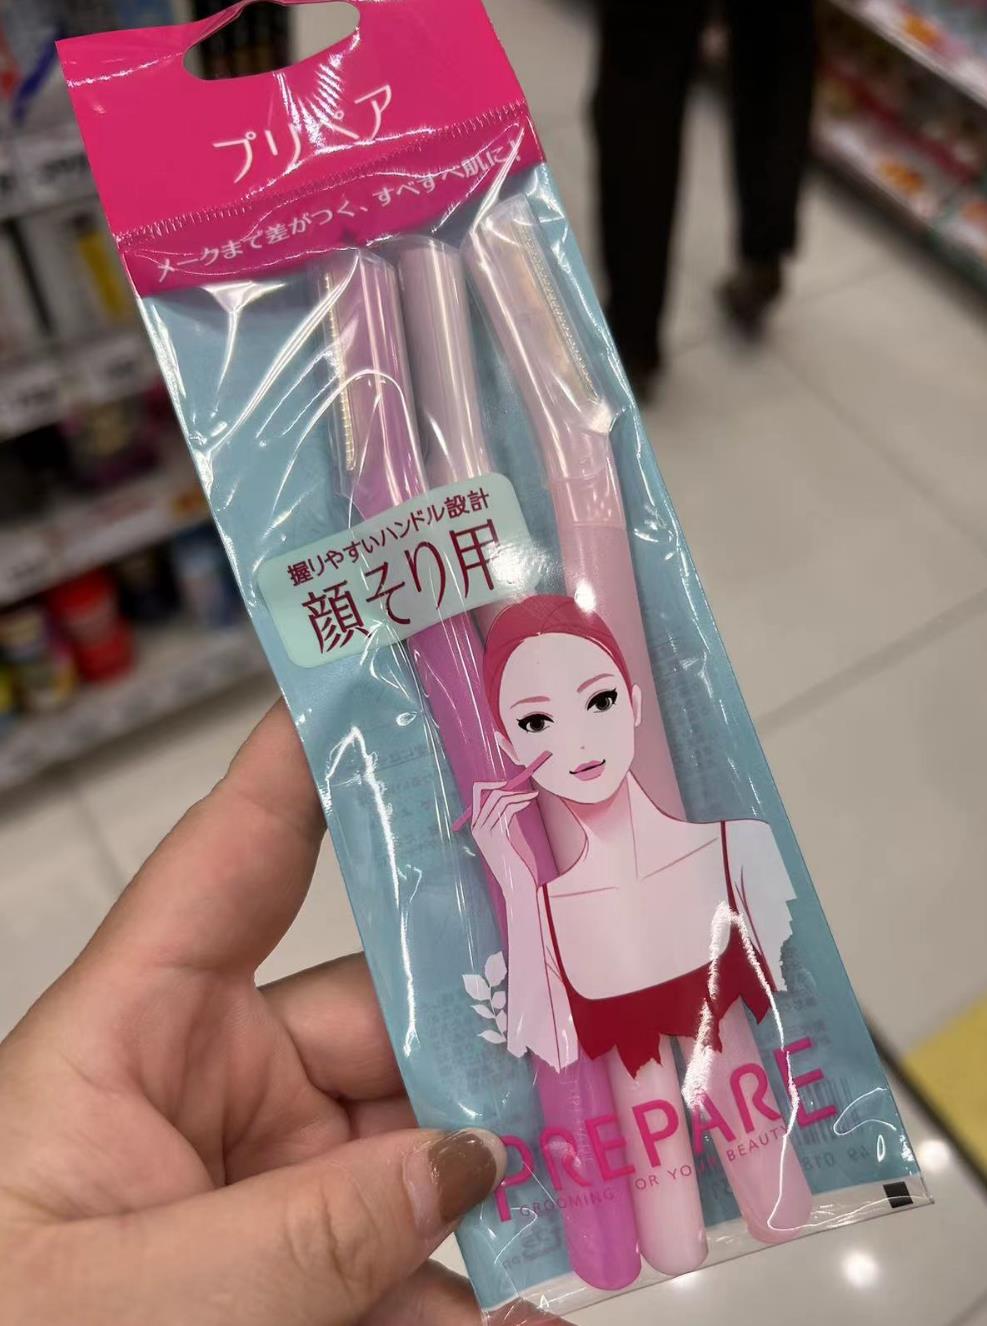 プリペア
メークまで差がつく、すべすべ肌に!
握りやすいハンドル設計
顔そり用
PREPARE
GROOMING FOR YOUR BEAUTY